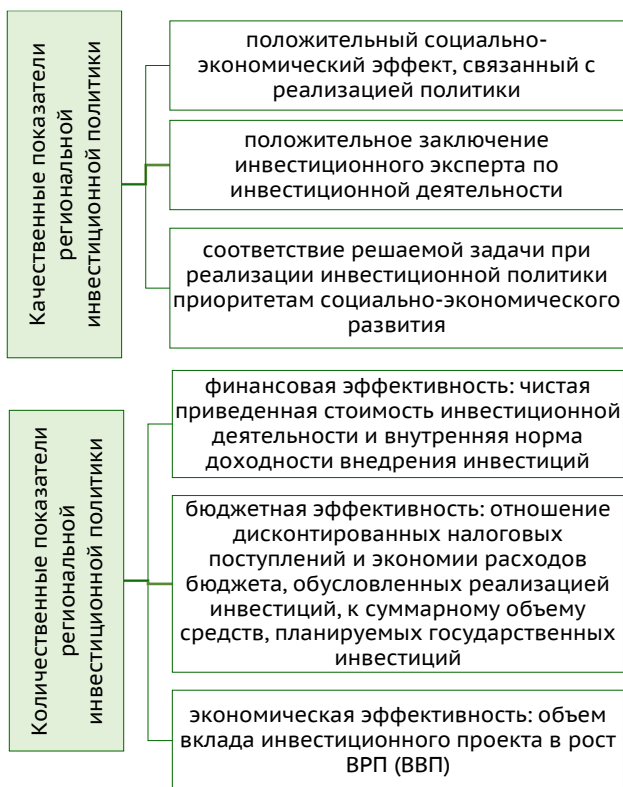 Качественные показатели
региональной
инвестиционной политики
положительный социально-
экономический эффект, связанный с
реализацией политики
положительное заключение
инвестиционного эксперта по
инвестиционной деятельности
соответствие решаемой задачи при
реализации инвестиционной политики
приоритетам социально-экономического
развития
Количественные показатели
региональной
инвестиционной политики
финансовая эффективность: чистая
приведенная стоимость инвестиционной
деятельности и внутренняя норма
доходности внедрения инвестиций
бюджетная эффективность: отношение
дисконтированных налоговых
поступлений и экономии расходов
бюджета, обусловленных реализацией
инвестиций, к суммарному объему
средств, планируемых государственных
инвестиций
экономическая эффективность: объем
вклада инвестиционного проекта в рост
ВРП (ВВП)